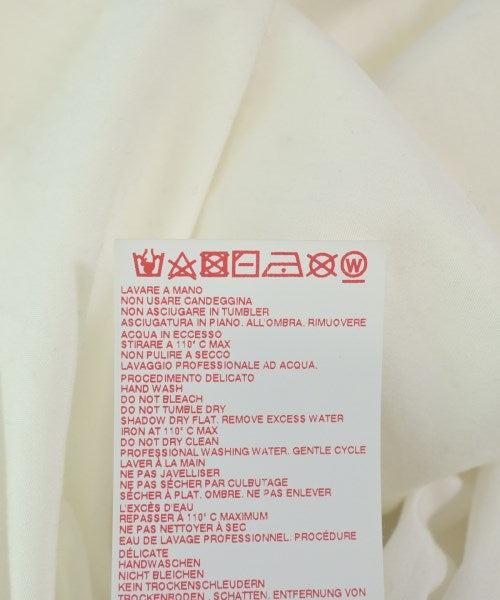 W
LAVARE A MANO
NON USARE CANDEGGINA
NON ASCIUGARE IN TUMBLER
ASCIUGATURA IN PIANO. ALL'OMBRA. RIMUOVERE
ACQUA IN ECCESSO
STIRARE A 110° C MAX
NON PULIRE A SECCO
LAVAGGIO PROFESSIONALE AD ACQUA.
PROCEDIMENTO DELICATO
HAND WASH
DO NOT BLEACH
DO NOT TUMBLE DRY
SHADOW DRY FLAT. REMOVE EXCESS WATER
IRON AT 110° C MAX
DO NOT DRY CLEAN
PROFESSIONAL WASHING WATER. GENTLE CYCLE
LAVER À LA MAIN
NE PAS JAVELLISER
NE PAS SÉCHER PAR CULBUTAGE
SÉCHER À PLAT. OMBRE. NE PAS ENLEVER
L'EXCÈS D'EAU
REPASSER À 110° C MAXIMUM
NE PAS NETTOYER À SEC
EAU DE LAVAGE PROFESSIONNEL. PROCÉDURE
DÉLICATE
HANDWASCHEN
NICHT BLEICHEN
KEIN TROCKENSCHLEUDERN
TROCKENBODEN. SCHATTEN. ENTFERNUNG VON